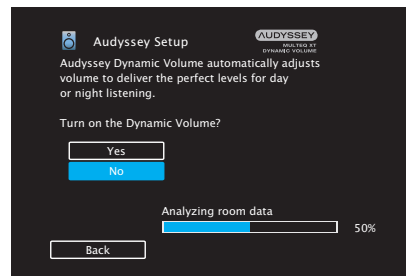 Audyssey Setup
AUDYSSEY
MULTEQ XT
DYNAMIC VOLUME
Audyssey Dynamic Volume automatically adjusts
volume to deliver the perfect levels for day
or night listening.
Turn on the Dynamic Volume?
Yes
No
Analyzing room data
50%
Back